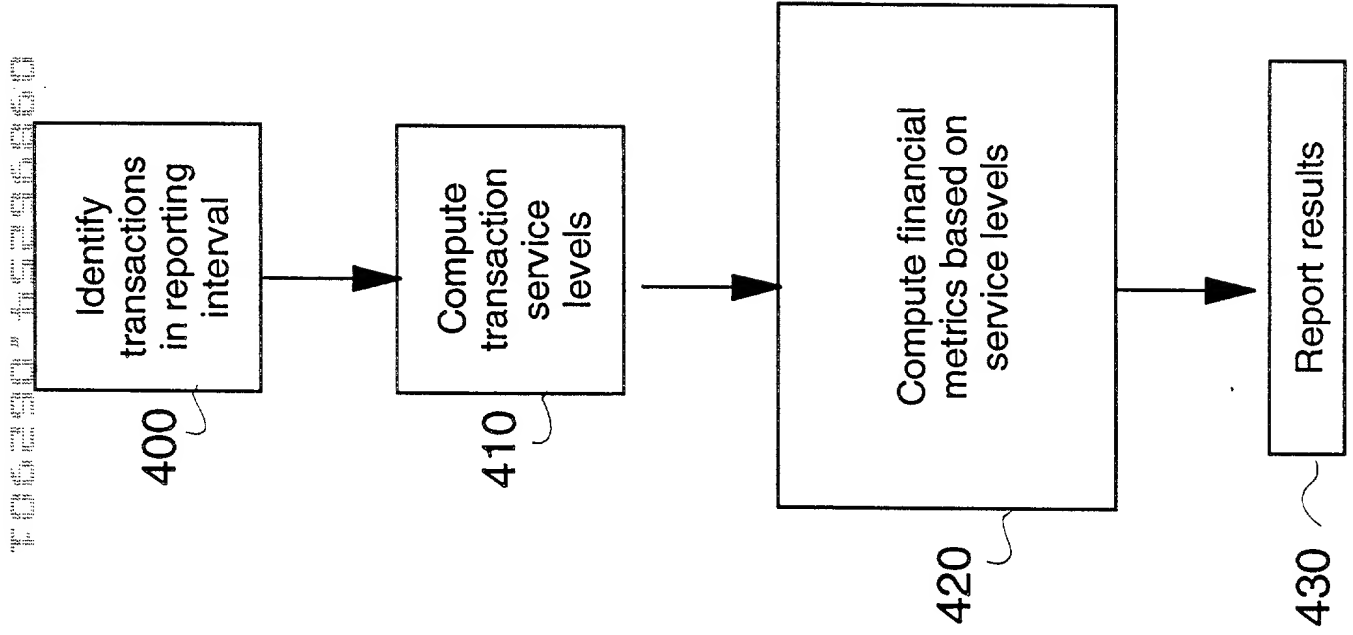 Identify
transactions
in reporting
interval
400
Compute
transaction
service
levels
410
Compute financial
metrics based on
service levels
420
Report results
430